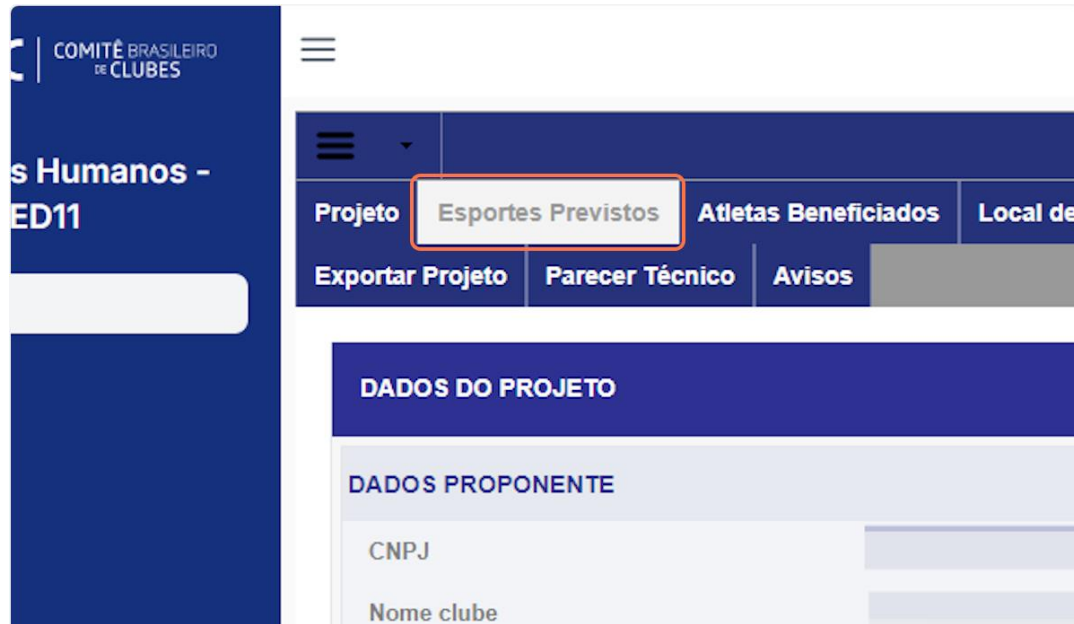 COMITÊ BRASILEIRO
DE CLUBES
s Humanos -
ED11
Projeto
Esportes Previstos
Atletas Beneficiados
Local de
Exportar Projeto
Parecer Técnico
Avisos
DADOS DO PROJETO
DADOS PROPONENTE
CNPJ
Nome clube